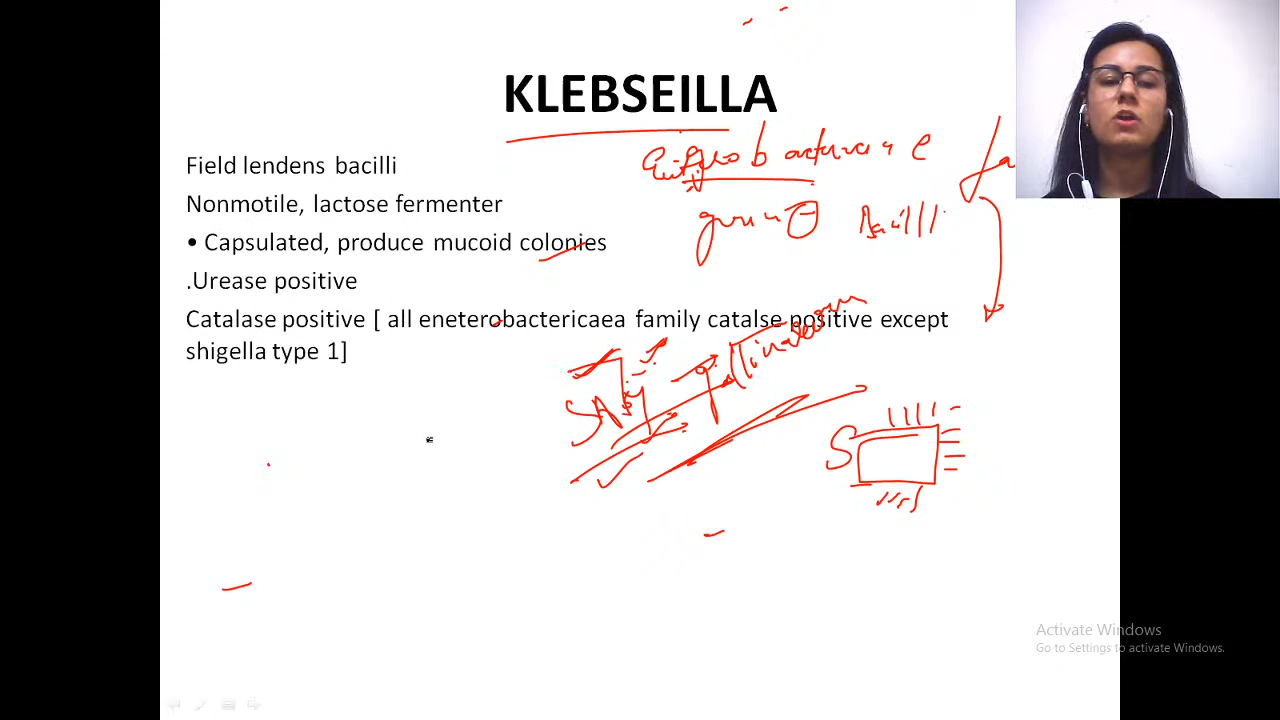 KLEBSEILLA
Field lendens bacilli
Nonmotile, lactose fermenter
• Capsulated, produce mucoid colonies
.Urease positive
Catalase positive [ all eneterobactericaea family catalse positive except
shigella type 1]
S
Activate Windows
Go to Settings to activate Windows.